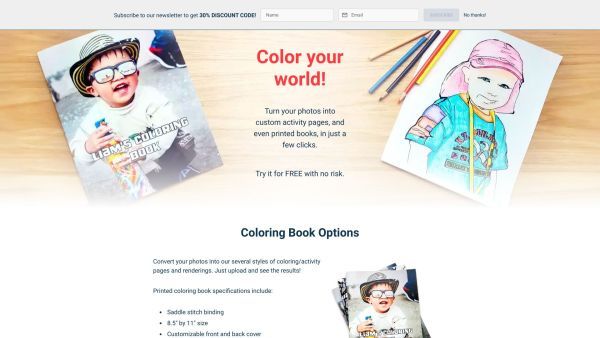 Subscribe to our newsletter to get 30% DISCOUNT CODE!
Name
Email
SUBSCRIBE
No thanks!
Color your
world!
Turn your photos into
custom activity pages, and
even printed books, in just a
few clicks.
Try it for FREE with no risk.
LIAM'S COLORING
BOOK
Coloring Book Options
Convert your photos into our several styles of coloring/activity
pages and renderings. Just upload and see the results!
Printed coloring book specifications include:
Saddle stitch binding
8.5" by 11" size
Customizable front and back cover
LIAM'S COLORING